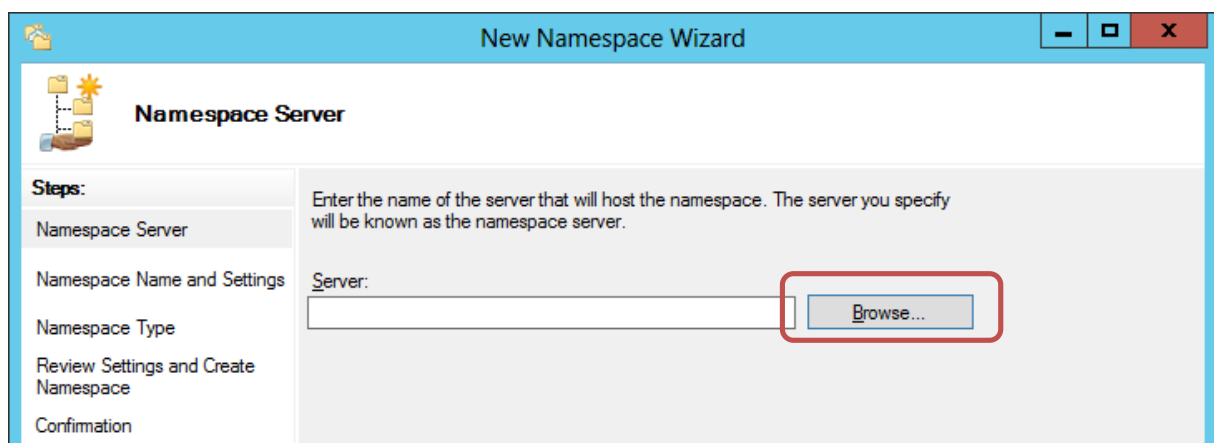 New Namespace Wizard
Namespace Server
Steps:
Namespace Server
Namespace Name and Settings
Namespace Type
Review Settings and Create
Namespace
Confirmation
Enter the name of the server that will host the namespace. The server you specify
will be known as the namespace server.
Server:
Browse...